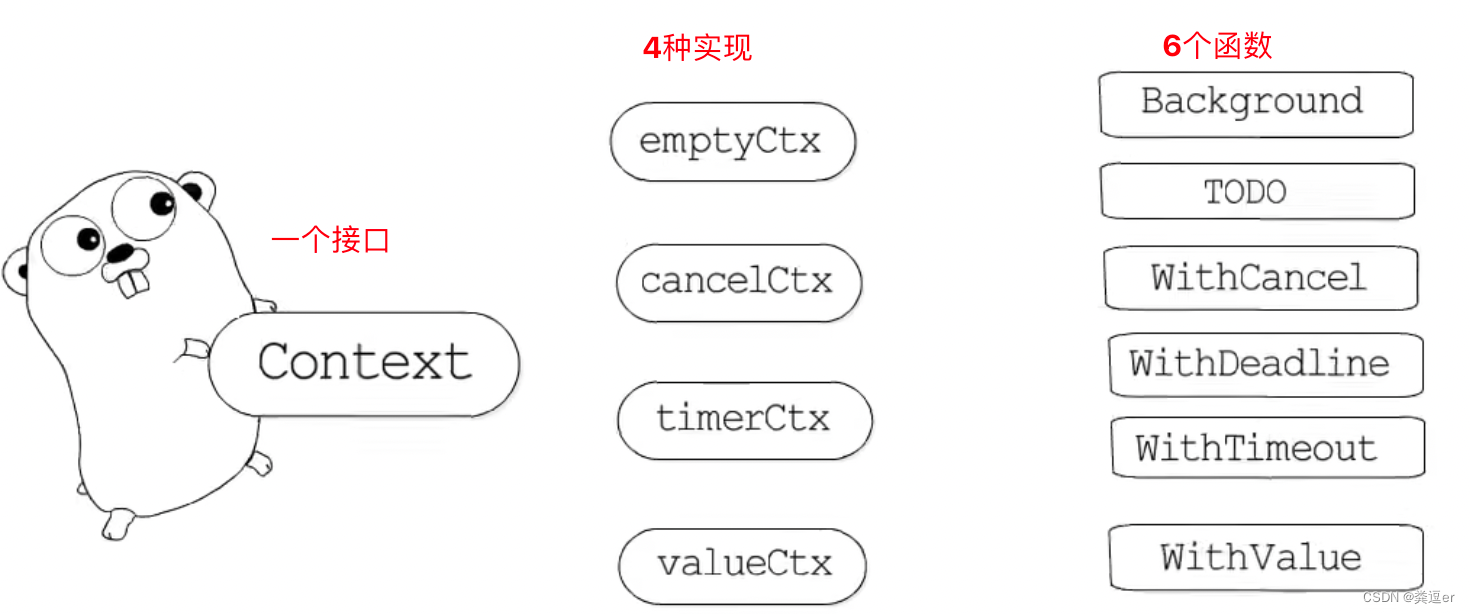 一个接口
Context
4种实现
emptyCtx
cancelCtx
timerCtx
valueCtx
6个函数
Background
TODO
WithCancel
WithDeadline
WithTimeout
WithValue
CSDN @粪逗er